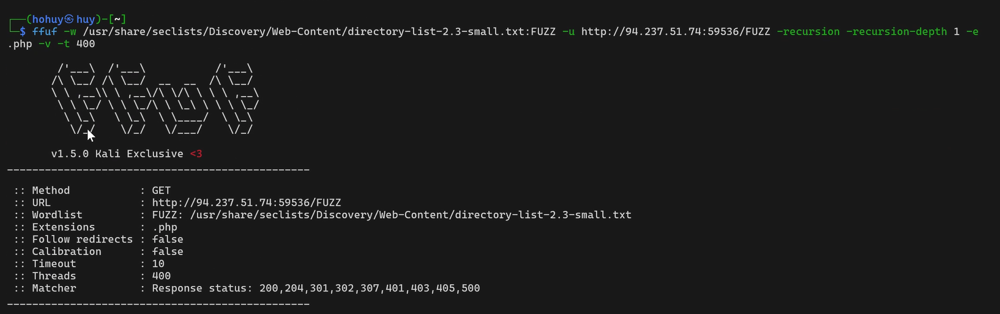 ┌──(hohuy㉿huy)-[~]
└─$ ffuf -w /usr/share/seclists/Discovery/Web-Content/directory-list-2.3-small.txt:FUZZ -u http://94.237.51.74:59536/FUZZ -recursion -recursion-depth 1 -e
.php -v -t 400
        /'___\  /'___\           /'___\
       /\ \__/ /\ \__/  __  __  /\ \__/
       \ \ ,__\\ \ ,__\/\ \/\ \ \ \ ,__\
        \ \ \_/ \ \ \_/\ \ \_\ \ \ \ \_/
         \ \_\   \ \_\  \ \____/  \ \_\
          \/_/    \/_/   \/___/    \/_/
v1.5.0 Kali Exclusive <3
________________________________________________
:: Method           : GET
:: URL              : http://94.237.51.74:59536/FUZZ
:: Wordlist         : FUZZ: /usr/share/seclists/Discovery/Web-Content/directory-list-2.3-small.txt
:: Extensions       : .php
:: Follow redirects : false
:: Calibration      : false
:: Timeout          : 10
:: Threads          : 400
:: Matcher          : Response status: 200,204,301,302,307,401,403,405,500
________________________________________________